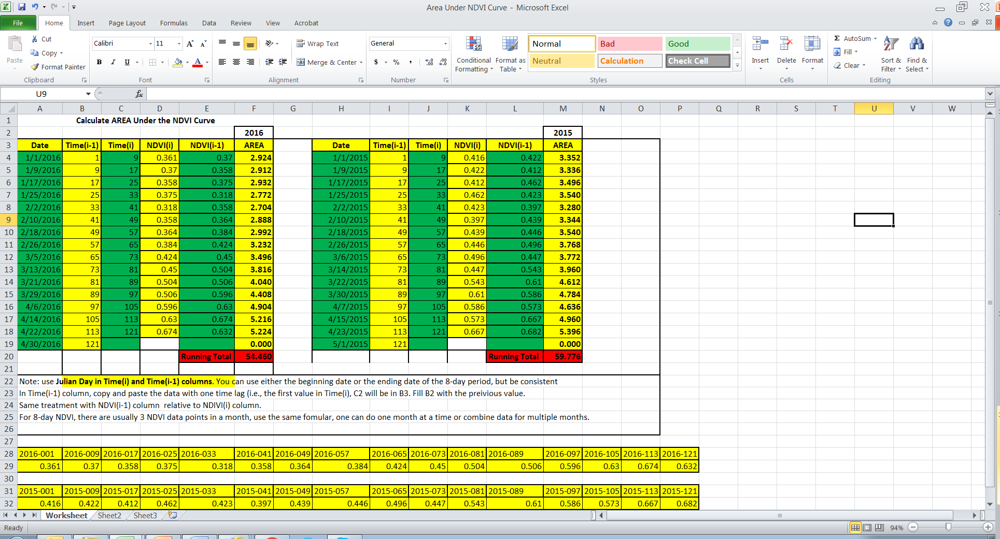 Area Under NDVI Curve - Microsoft Excel
File Home Insert Page Layout Formulas Data Review View Acrobat
Paste Cut Copy Format Painter
Calibri 11
B I U
Wrap Text
Merge & Center
General
$ % ,
Conditional Formatting Format as Table
Normal Bad Good
Neutral Calculation Check Cell
Insert Delete Format
Σ AutoSum
Fill
Clear
Sort & Filter Find & Select
Clipboard Font Alignment Number Styles Cells Editing
U9 fx
A B C D E F G H I J K L M N O P Q R S T U V W
1 Calculate AREA Under the NDVI Curve
2 2016 2015
3 Date Time(i-1) Time(i) NDVI(i) NDVI(i-1) AREA Date Time(i-1) Time(i) NDVI(i) NDVI(i-1) AREA
4 1/1/2016 1 9 0.361 0.37 2.924 1/1/2015 1 9 0.416 0.422 3.352
5 1/9/2016 9 17 0.37 0.358 2.912 1/9/2015 9 17 0.422 0.412 3.336
6 1/17/2016 17 25 0.358 0.375 2.932 1/17/2015 17 25 0.412 0.462 3.496
7 1/25/2016 25 33 0.375 0.318 2.772 1/25/2015 25 33 0.462 0.423 3.540
8 2/2/2016 33 41 0.318 0.358 2.704 2/2/2015 33 41 0.423 0.397 3.280
9 2/10/2016 41 49 0.358 0.364 2.888 2/10/2015 41 49 0.397 0.439 3.344
10 2/18/2016 49 57 0.364 0.384 2.992 2/18/2015 49 57 0.439 0.446 3.540
11 2/26/2016 57 65 0.384 0.424 3.232 2/26/2015 57 65 0.446 0.496 3.768
12 3/5/2016 65 73 0.424 0.45 3.496 3/6/2015 65 73 0.496 0.447 3.772
13 3/13/2016 73 81 0.45 0.504 3.816 3/14/2015 73 81 0.447 0.543 3.960
14 3/21/2016 81 89 0.504 0.506 4.040 3/22/2015 81 89 0.543 0.61 4.612
15 3/29/2016 89 97 0.506 0.596 4.408 3/30/2015 89 97 0.61 0.586 4.784
16 4/6/2016 97 105 0.596 0.63 4.904 4/7/2015 97 105 0.586 0.573 4.636
17 4/14/2016 105 113 0.63 0.674 5.216 4/15/2015 105 113 0.573 0.667 4.960
18 4/22/2016 113 121 0.674 0.632 5.224 4/23/2015 113 121 0.667 0.682 5.396
19 4/30/2016 121 0.000 5/1/2015 121 0.000
20 Running Total 54.460 Running Total 59.776
21
22 Note: use Julian Day in Time(i) and Time(i-1) columns. You can use either the beginning date or the ending date of the 8-day period, but be consistent
23 In Time(i-1) column, copy and paste the data with one time lag (i.e., the first value in Time(i), C2 will be in B3. Fill B2 with the preivious value.
24 Same treatment with NDVI(i-1) column relative to NDIVI(i) column.
25 For 8-day NDVI, there are usually 3 NDVI data points in a month, use the same fomular, one can do one month at a time or combine data for multiple months.
26
27
28 2016-001 2016-009 2016-017 2016-025 2016-033 2016-041 2016-049 2016-057 2016-065 2016-073 2016-081 2016-089 2016-097 2016-105 2016-113 2016-121
29 0.361 0.37 0.358 0.375 0.318 0.358 0.364 0.384 0.424 0.45 0.504 0.506 0.596 0.63 0.674 0.632
30
31 2015-001 2015-009 2015-017 2015-025 2015-033 2015-041 2015-049 2015-057 2015-065 2015-073 2015-081 2015-089 2015-097 2015-105 2015-113 2015-121
32 0.416 0.422 0.412 0.462 0.423 0.397 0.439 0.446 0.496 0.447 0.543 0.61 0.586 0.573 0.667 0.682
Worksheet Sheet2 Sheet3
Ready 94%